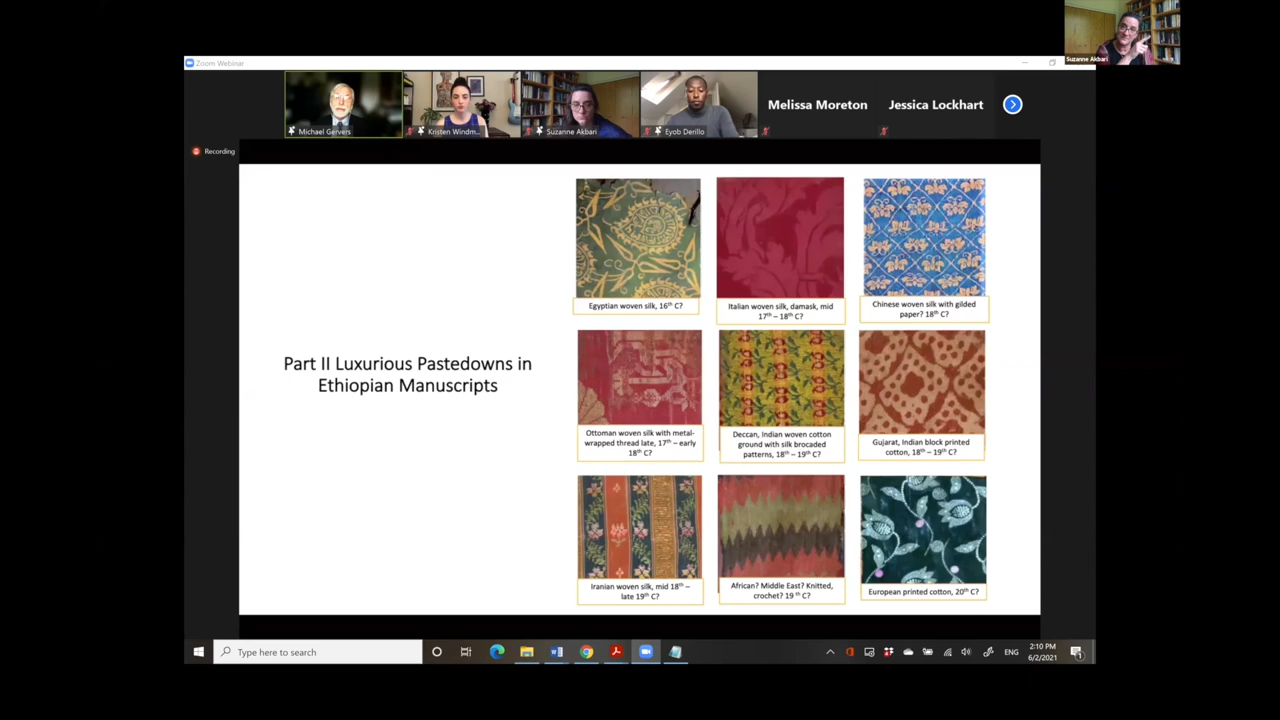 Suzanne Akbari
Zoom Webinar
Michael Gervers
Kristen Windm...
Suzanne Akbari
Eyob Derillo
Melissa Moreton
Jessica Lockhart
Recording
Part II Luxurious Pastedowns in
Ethiopian Manuscripts
Egyptian woven silk, 16th C?
Italian woven silk, damask, mid
17th – 18th C?
Chinese woven silk with gilded
paper? 18th C?
Ottoman woven silk with metal-
wrapped thread late, 17th – early
18th C?
Deccan, Indian woven cotton
ground with silk brocaded
patterns, 18th – 19th C?
Gujarat, Indian block printed
cotton, 18th – 19th C?
Iranian woven silk, mid 18th –
late 19th C?
African? Middle East? Knitted,
crochet? 19 th C?
European printed cotton, 20th C?
Type here to search
ENG
2:10 PM
6/2/2021
1